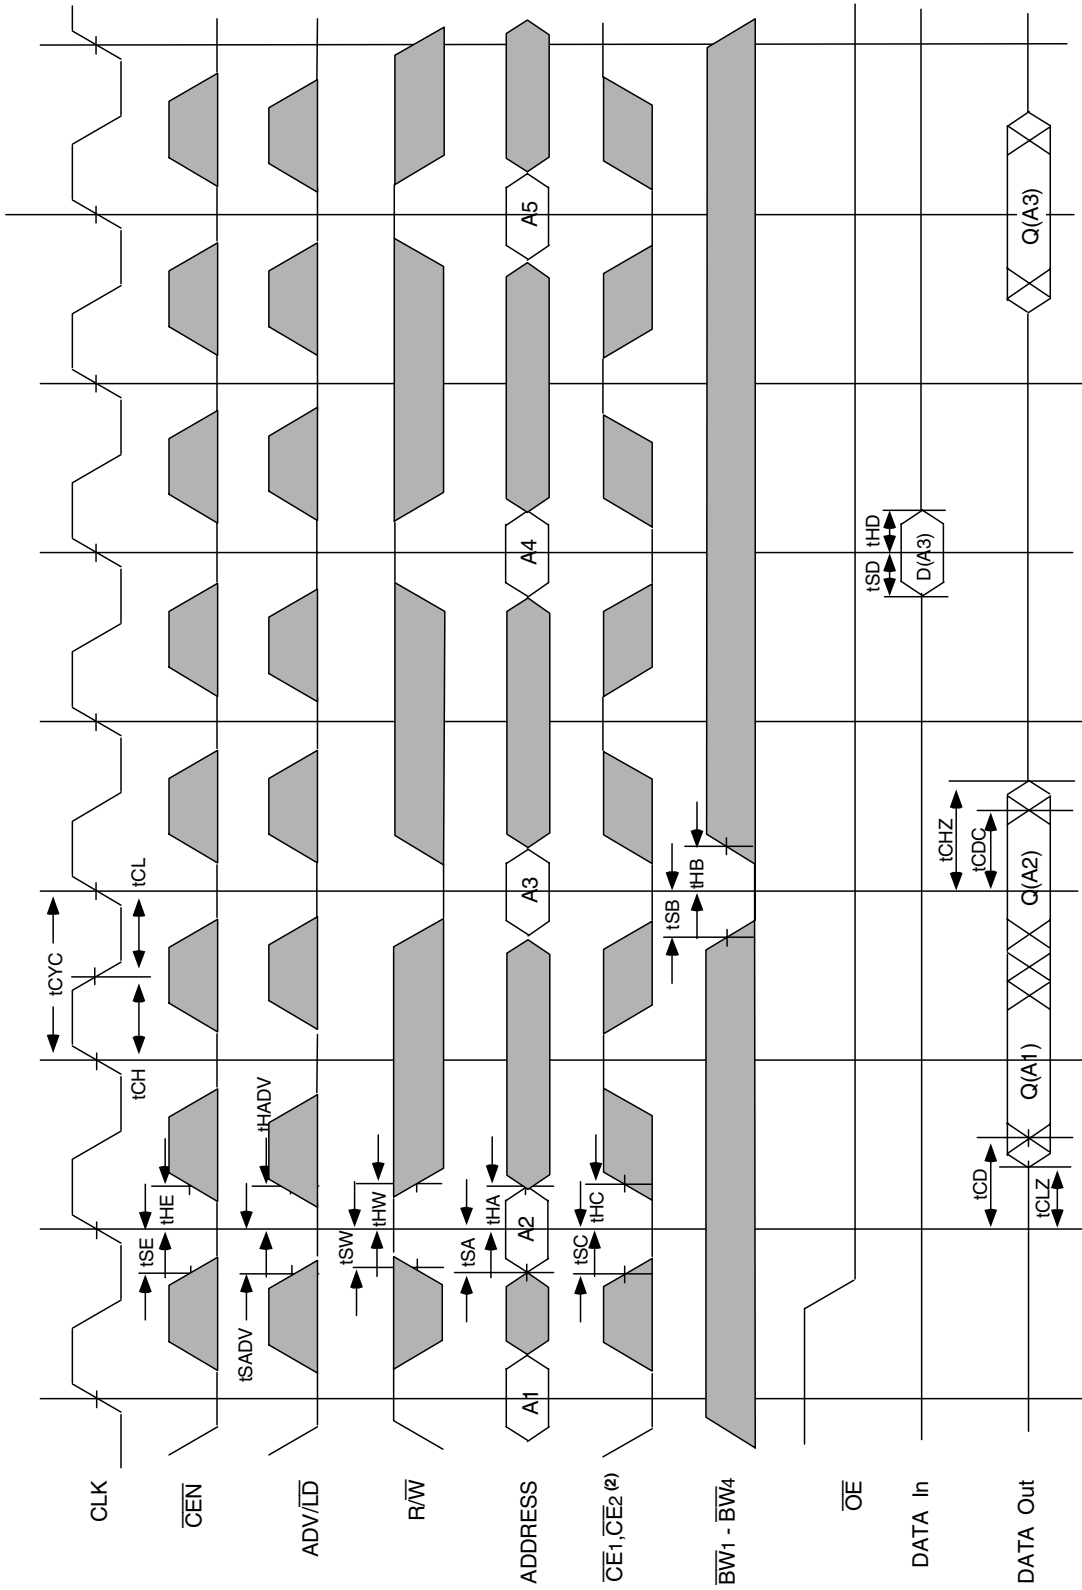 CLK
tCH
tCYC
tCL
CEN
tSE
tHE
ADV/LD
tSADV
tHADV
R/W
tSW
tHW
ADDRESS
A1
tSA
A2
tHA
A3
A4
A5
CE1,CE2 (2)
tSC
tHC
BW1 - BW4
tSB
tHB
OE
DATA In
tSD
tHD
D(A3)
DATA Out
tCLZ
tCD
Q(A1)
Q(A2)
tCDC
tCHZ
Q(A3)